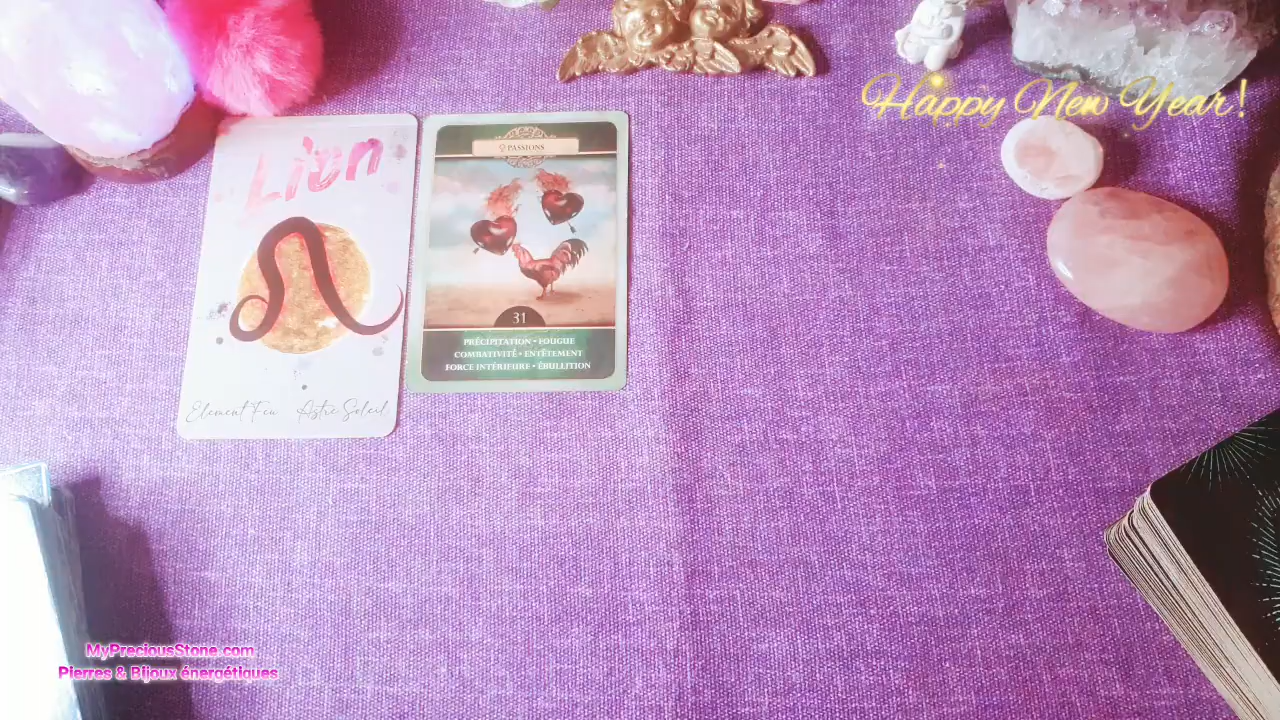 Happy New Year!
Lion
Element Feu Astre Soleil
PASSIONS
31
PRÉCIPITATION • FOUGUE
COMBATIVITÉ • ENTÊTEMENT
FORCE INTÉRIEURE • ÉBULLITION
MyPreciousStone.com
Pierres & Bijoux énergétiques